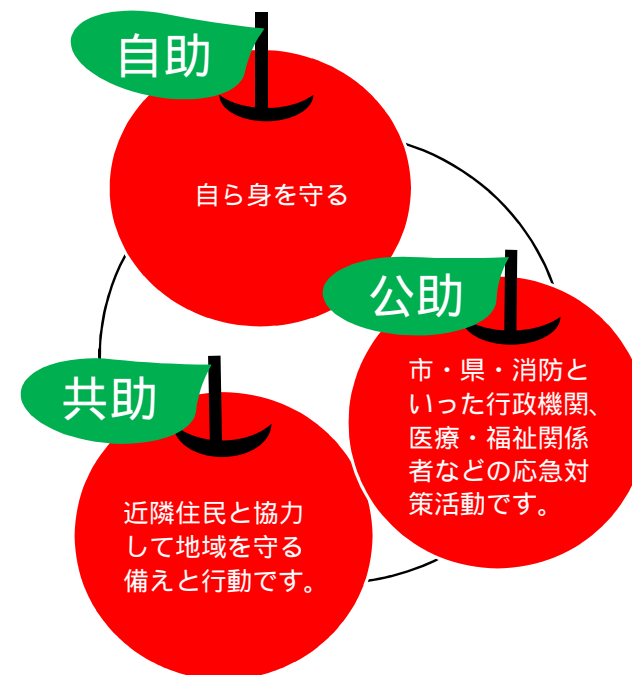 自助
自ら身を守る
公助
市・県・消防と
いった行政機関、
医療・福祉関係
者などの応急対
策活動です。
共助
近隣住民と協力
して地域を守る
備えと行動です。